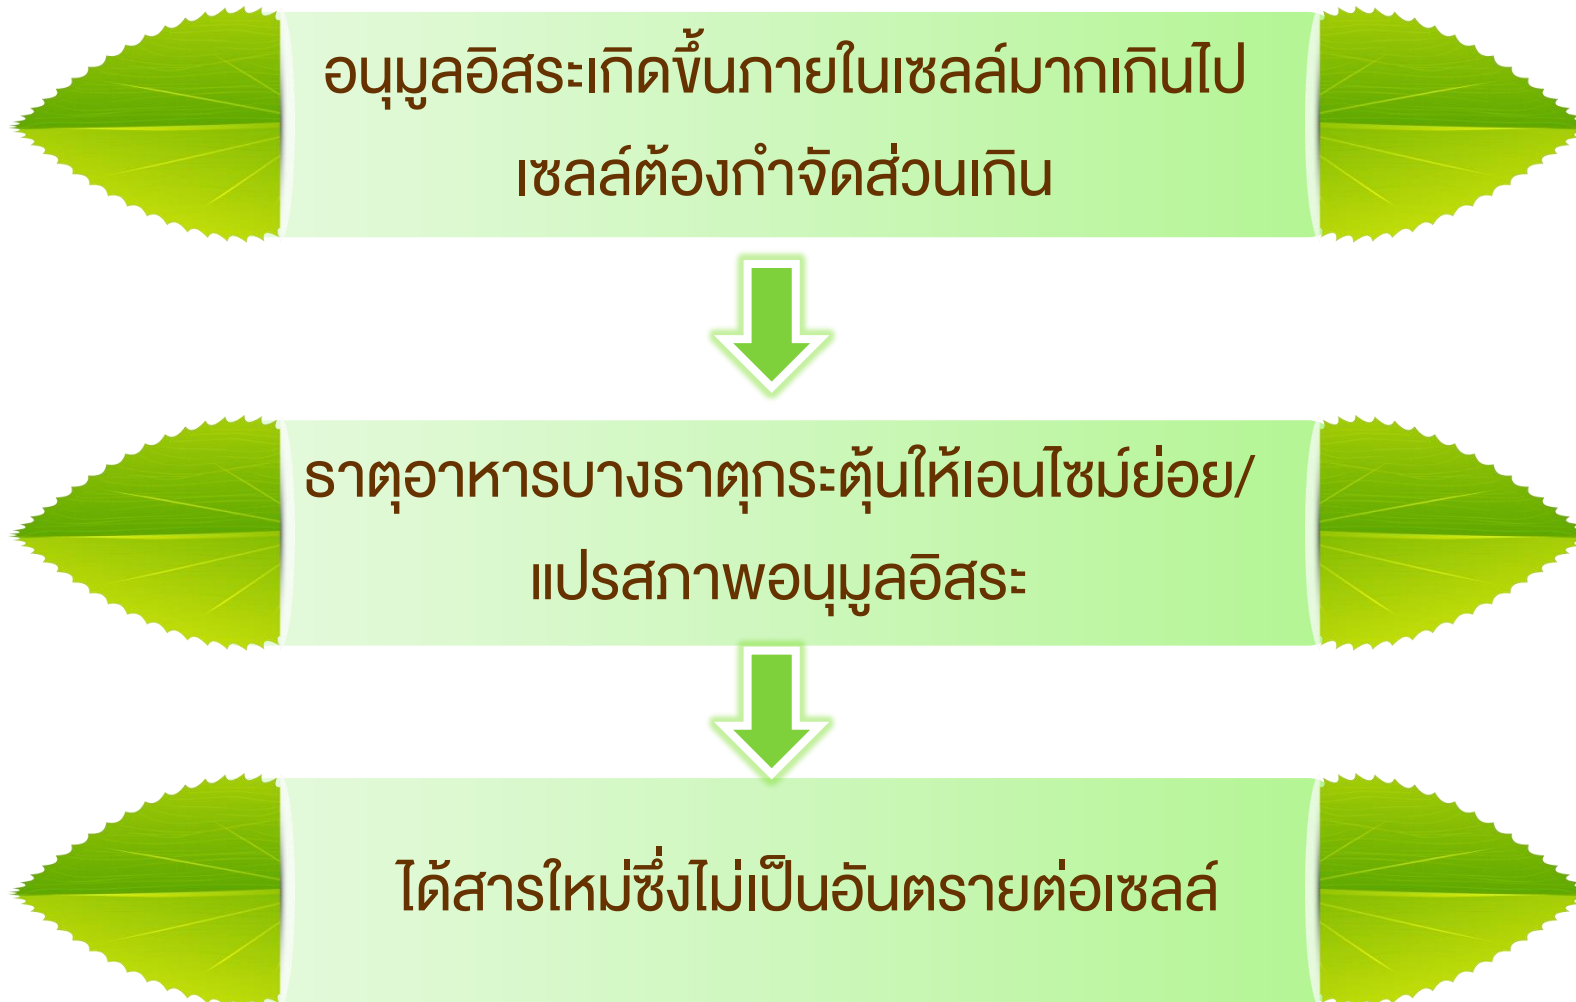 อนุมูลอิสระเกิดขึ้นภายในเซลล์มากเกินไป
เซลล์ต้องกำจัดส่วนเกิน
ธาตุอาหารบางธาตุกระตุ้นให้เอนไซม์ย่อย/
แปรสภาพอนุมูลอิสระ
ได้สารใหม่ซึ่งไม่เป็นอันตรายต่อเซลล์